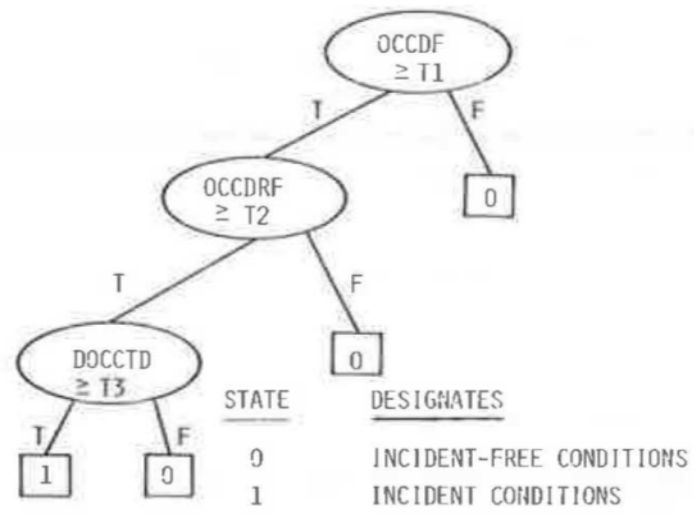 OCCDF
≥ T1
T
F
OCCDRF
≥ T2
0
T
F
DOCCTD
≥ T3
0
STATE
DESIGNATES
T
F
1
0
0
INCIDENT-FREE CONDITIONS
1
INCIDENT CONDITIONS